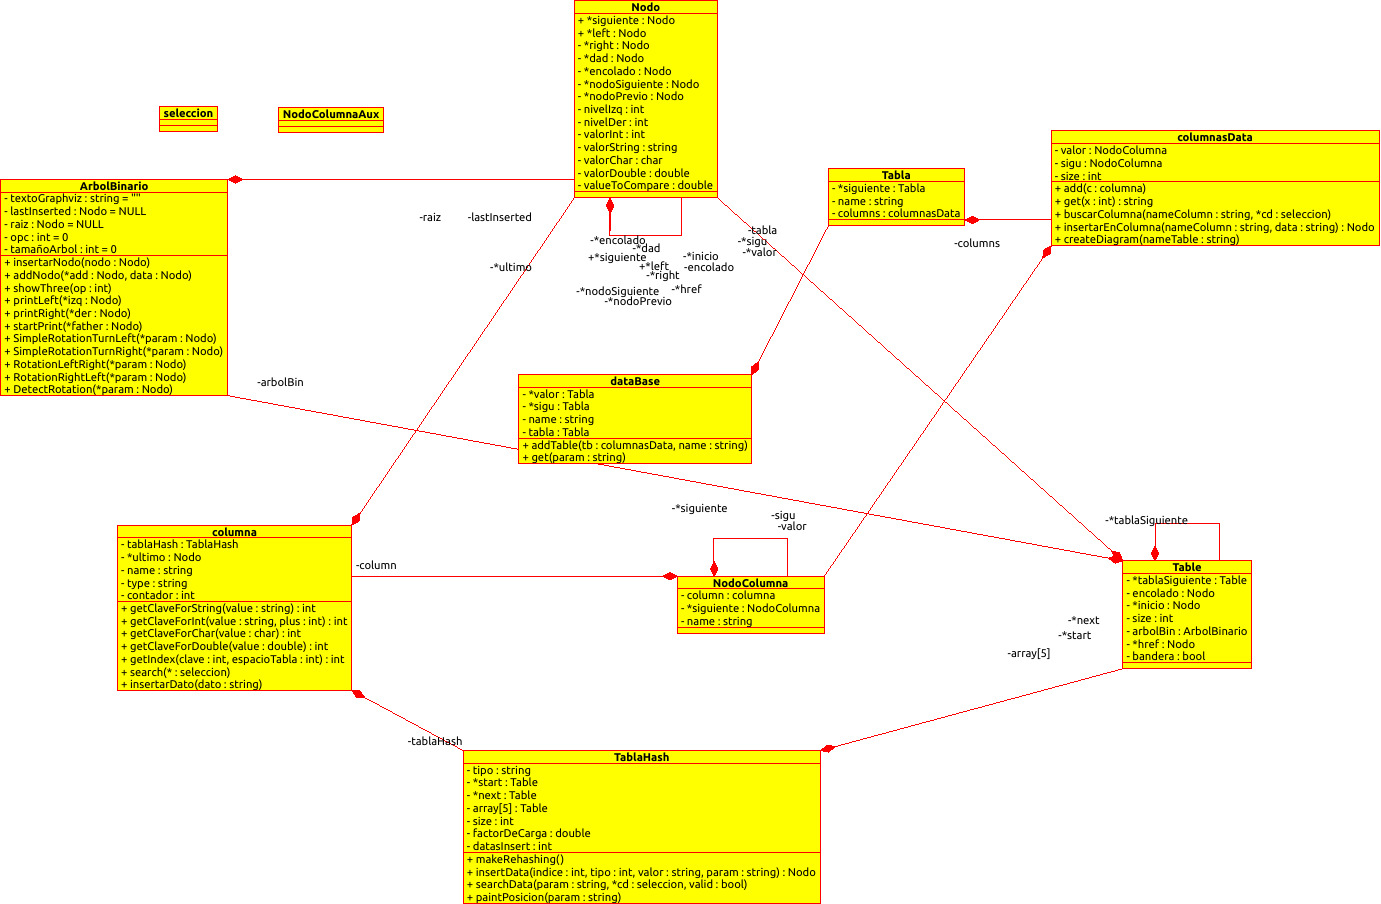 Nodo
+ *siguiente : Nodo
+ *left : Nodo
- *right : Nodo
- *dad : Nodo
- *encolado : Nodo
- *nodoSiguiente : Nodo
- *nodoPrevio : Nodo
- nivelIzq : int
- nivelDer : int
- valorInt : int
- valorString : string
- valorChar : char
- valorDouble : double
- valueToCompare : double
seleccion
NodoColumnaAux
columnasData
- valor : NodoColumna
- sigu : NodoColumna
- size : int
+ add(c : columna)
+ get(x : int) : string
+ buscarColumna(nameColumn : string, *cd : seleccion)
+ insertarEnColumna(nameColumn : string, data : string) : Nodo
+ createDiagram(nameTable : string)
Tabla
- *siguiente : Tabla
- name : string
- columns : columnasData
ArbolBinario
- textoGraphviz : string = ""
- lastInserted : Nodo = NULL
- raiz : Nodo = NULL
- opc : int = 0
- tamañoArbol : int = 0
+ insertarNodo(nodo : Nodo)
+ addNodo(*add : Nodo, data : Nodo)
+ showThree(op : int)
+ printLeft(*izq : Nodo)
+ printRight(*der : Nodo)
+ startPrint(*father : Nodo)
+ SimpleRotationTurnLeft(*param : Nodo)
+ SimpleRotationTurnRight(*param : Nodo)
+ RotationLeftRight(*param : Nodo)
+ RotationRightLeft(*param : Nodo)
+ DetectRotation(*param : Nodo)
-raiz
-lastInserted
-*ultimo
-*encolado
-*dad
+*siguiente
+*left
-*right
-*nodoSiguiente
-*nodoPrevio
-*inicio
-encolado
-*href
-tabla
-*sigu
-*valor
-columns
-arbolBin
dataBase
- *valor : Tabla
- *sigu : Tabla
- name : string
- tabla : Tabla
+ addTable(tb : columnasData, name : string)
+ get(param : string)
-*siguiente
-sigu
-valor
-*tablaSiguiente
columna
- tablaHash : TablaHash
- *ultimo : Nodo
- name : string
- type : string
- contador : int
+ getClaveForString(value : string) : int
+ getClaveForInt(value : string, plus : int) : int
+ getClaveForChar(value : char) : int
+ getClaveForDouble(value : double) : int
+ getIndex(clave : int, espacioTabla : int) : int
+ search(* : seleccion)
+ insertarDato(dato : string)
-column
NodoColumna
- column : columna
- *siguiente : NodoColumna
- name : string
Table
- *tablaSiguiente : Table
- encolado : Nodo
- *inicio : Nodo
- size : int
- arbolBin : ArbolBinario
- *href : Nodo
- bandera : bool
-*next
-*start
-array[5]
-tablaHash
TablaHash
- tipo : string
- *start : Table
- *next : Table
- array[5] : Table
- size : int
- factorDeCarga : double
- datasInsert : int
+ makeRehashing()
+ insertData(indice : int, tipo : int, valor : string, param : string) : Nodo
+ searchData(param : string, *cd : seleccion, valid : bool)
+ paintPosicion(param : string)